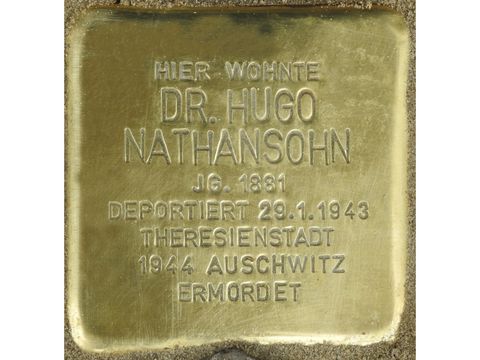 HIER WOHNTE
DR. HUGO
NATHANSOHN
JG. 1881
DEPORTIERT 29.1.1943
THERESIENSTADT
1944 AUSCHWITZ
ERMORDET